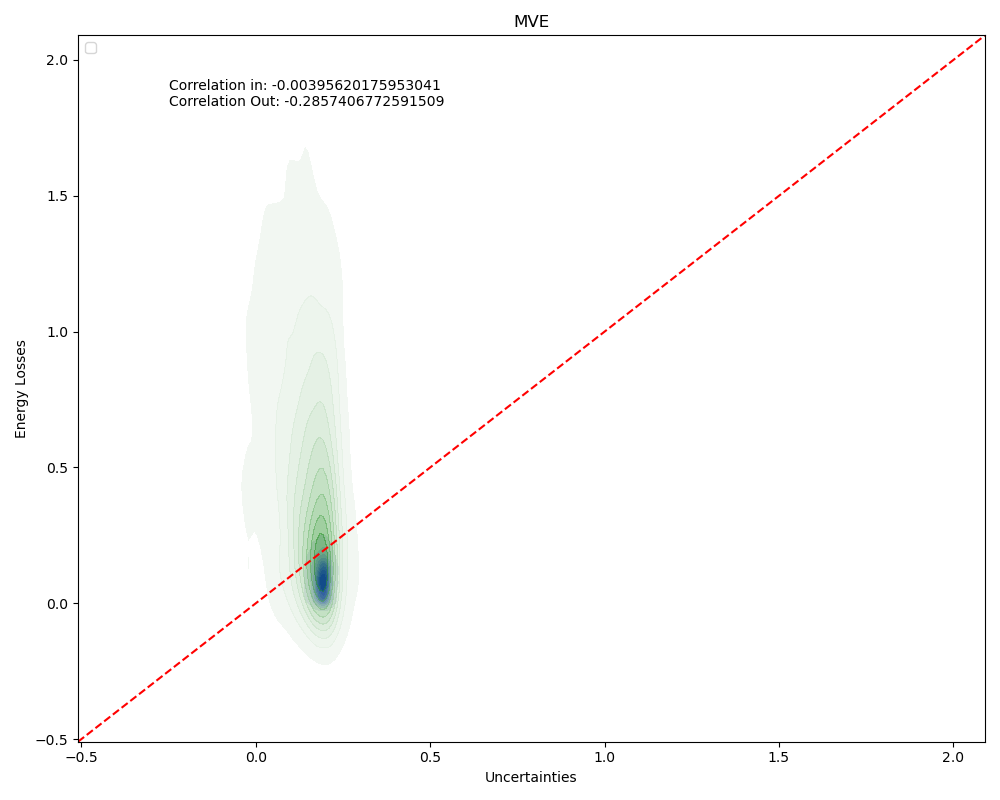 MVE
2.0
Correlation in: -0.00395620175953041
Correlation Out: -0.2857406772591509
1.5
1.0
Energy Losses
0.5
0.0
−0.5
−0.5 0.0 0.5 1.0 1.5 2.0
Uncertainties